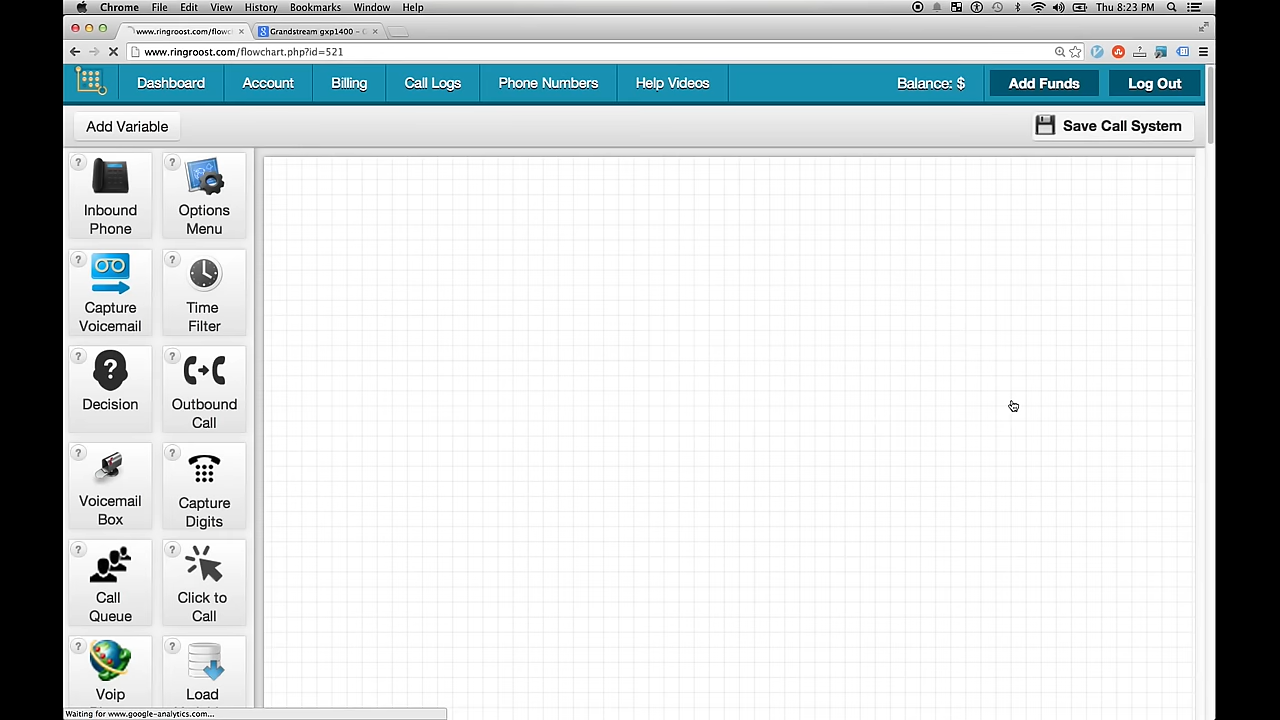 Chrome File Edit View History Bookmarks Window Help Thu 8:23 PM
www.ringroost.com/flowc Grandstream gxp1400 –
www.ringroost.com/flowchart.php?id=521
Dashboard Account Billing Call Logs Phone Numbers Help Videos Balance: $ Add Funds Log Out
Add Variable Save Call System
? ?
Inbound Phone
Options Menu
? ?
Capture Voicemail
Time Filter
? ?
Decision
Outbound Call
? ?
Voicemail Box
Capture Digits
? ?
Call Queue
Click to Call
? ?
Voip
Load
Waiting for www.google-analytics.com...